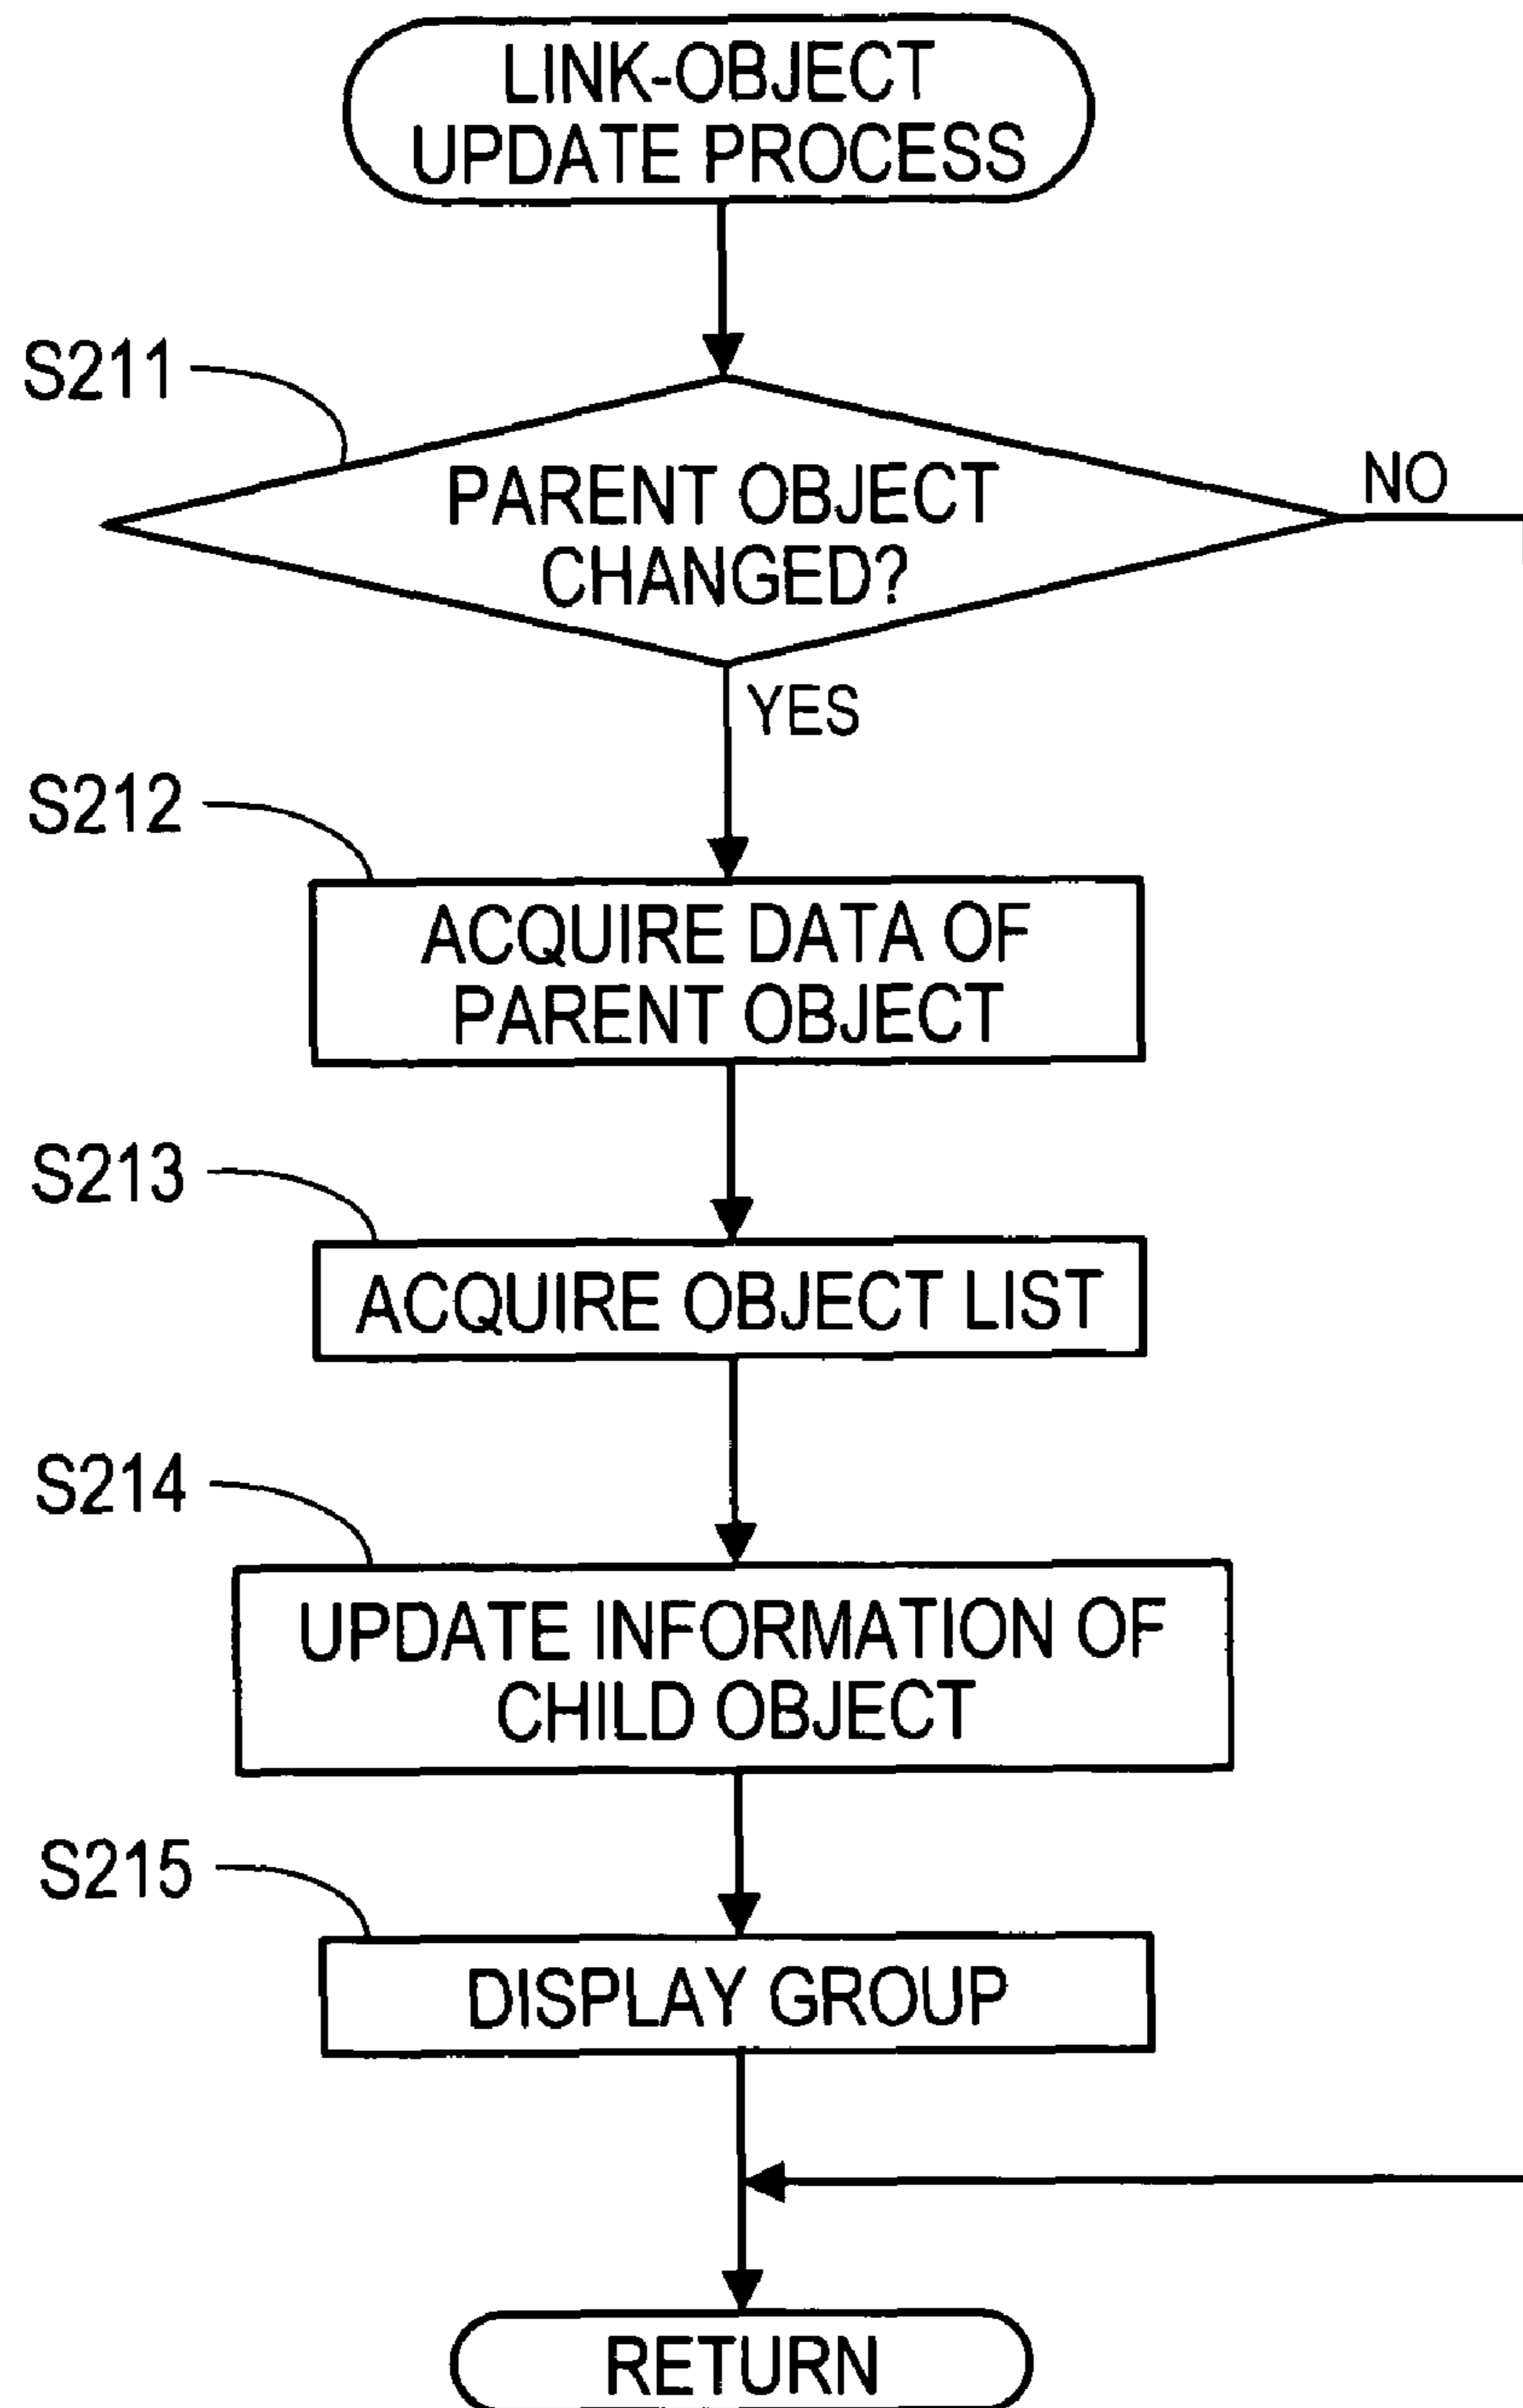 LINK-OBJECT
UPDATE PROCESS
S211
PARENT OBJECT
CHANGED?
NO
YES
S212
ACQUIRE DATA OF
PARENT OBJECT
S213
ACQUIRE OBJECT LIST
S214
UPDATE INFORMATION OF
CHILD OBJECT
S215
DISPLAY GROUP
RETURN